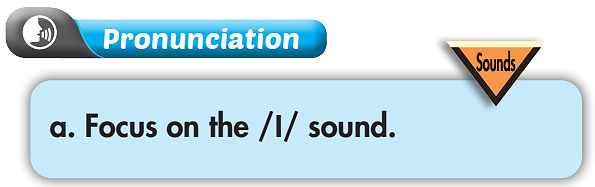 Pronunciation
Sounds
a. Focus on the /I/ sound.